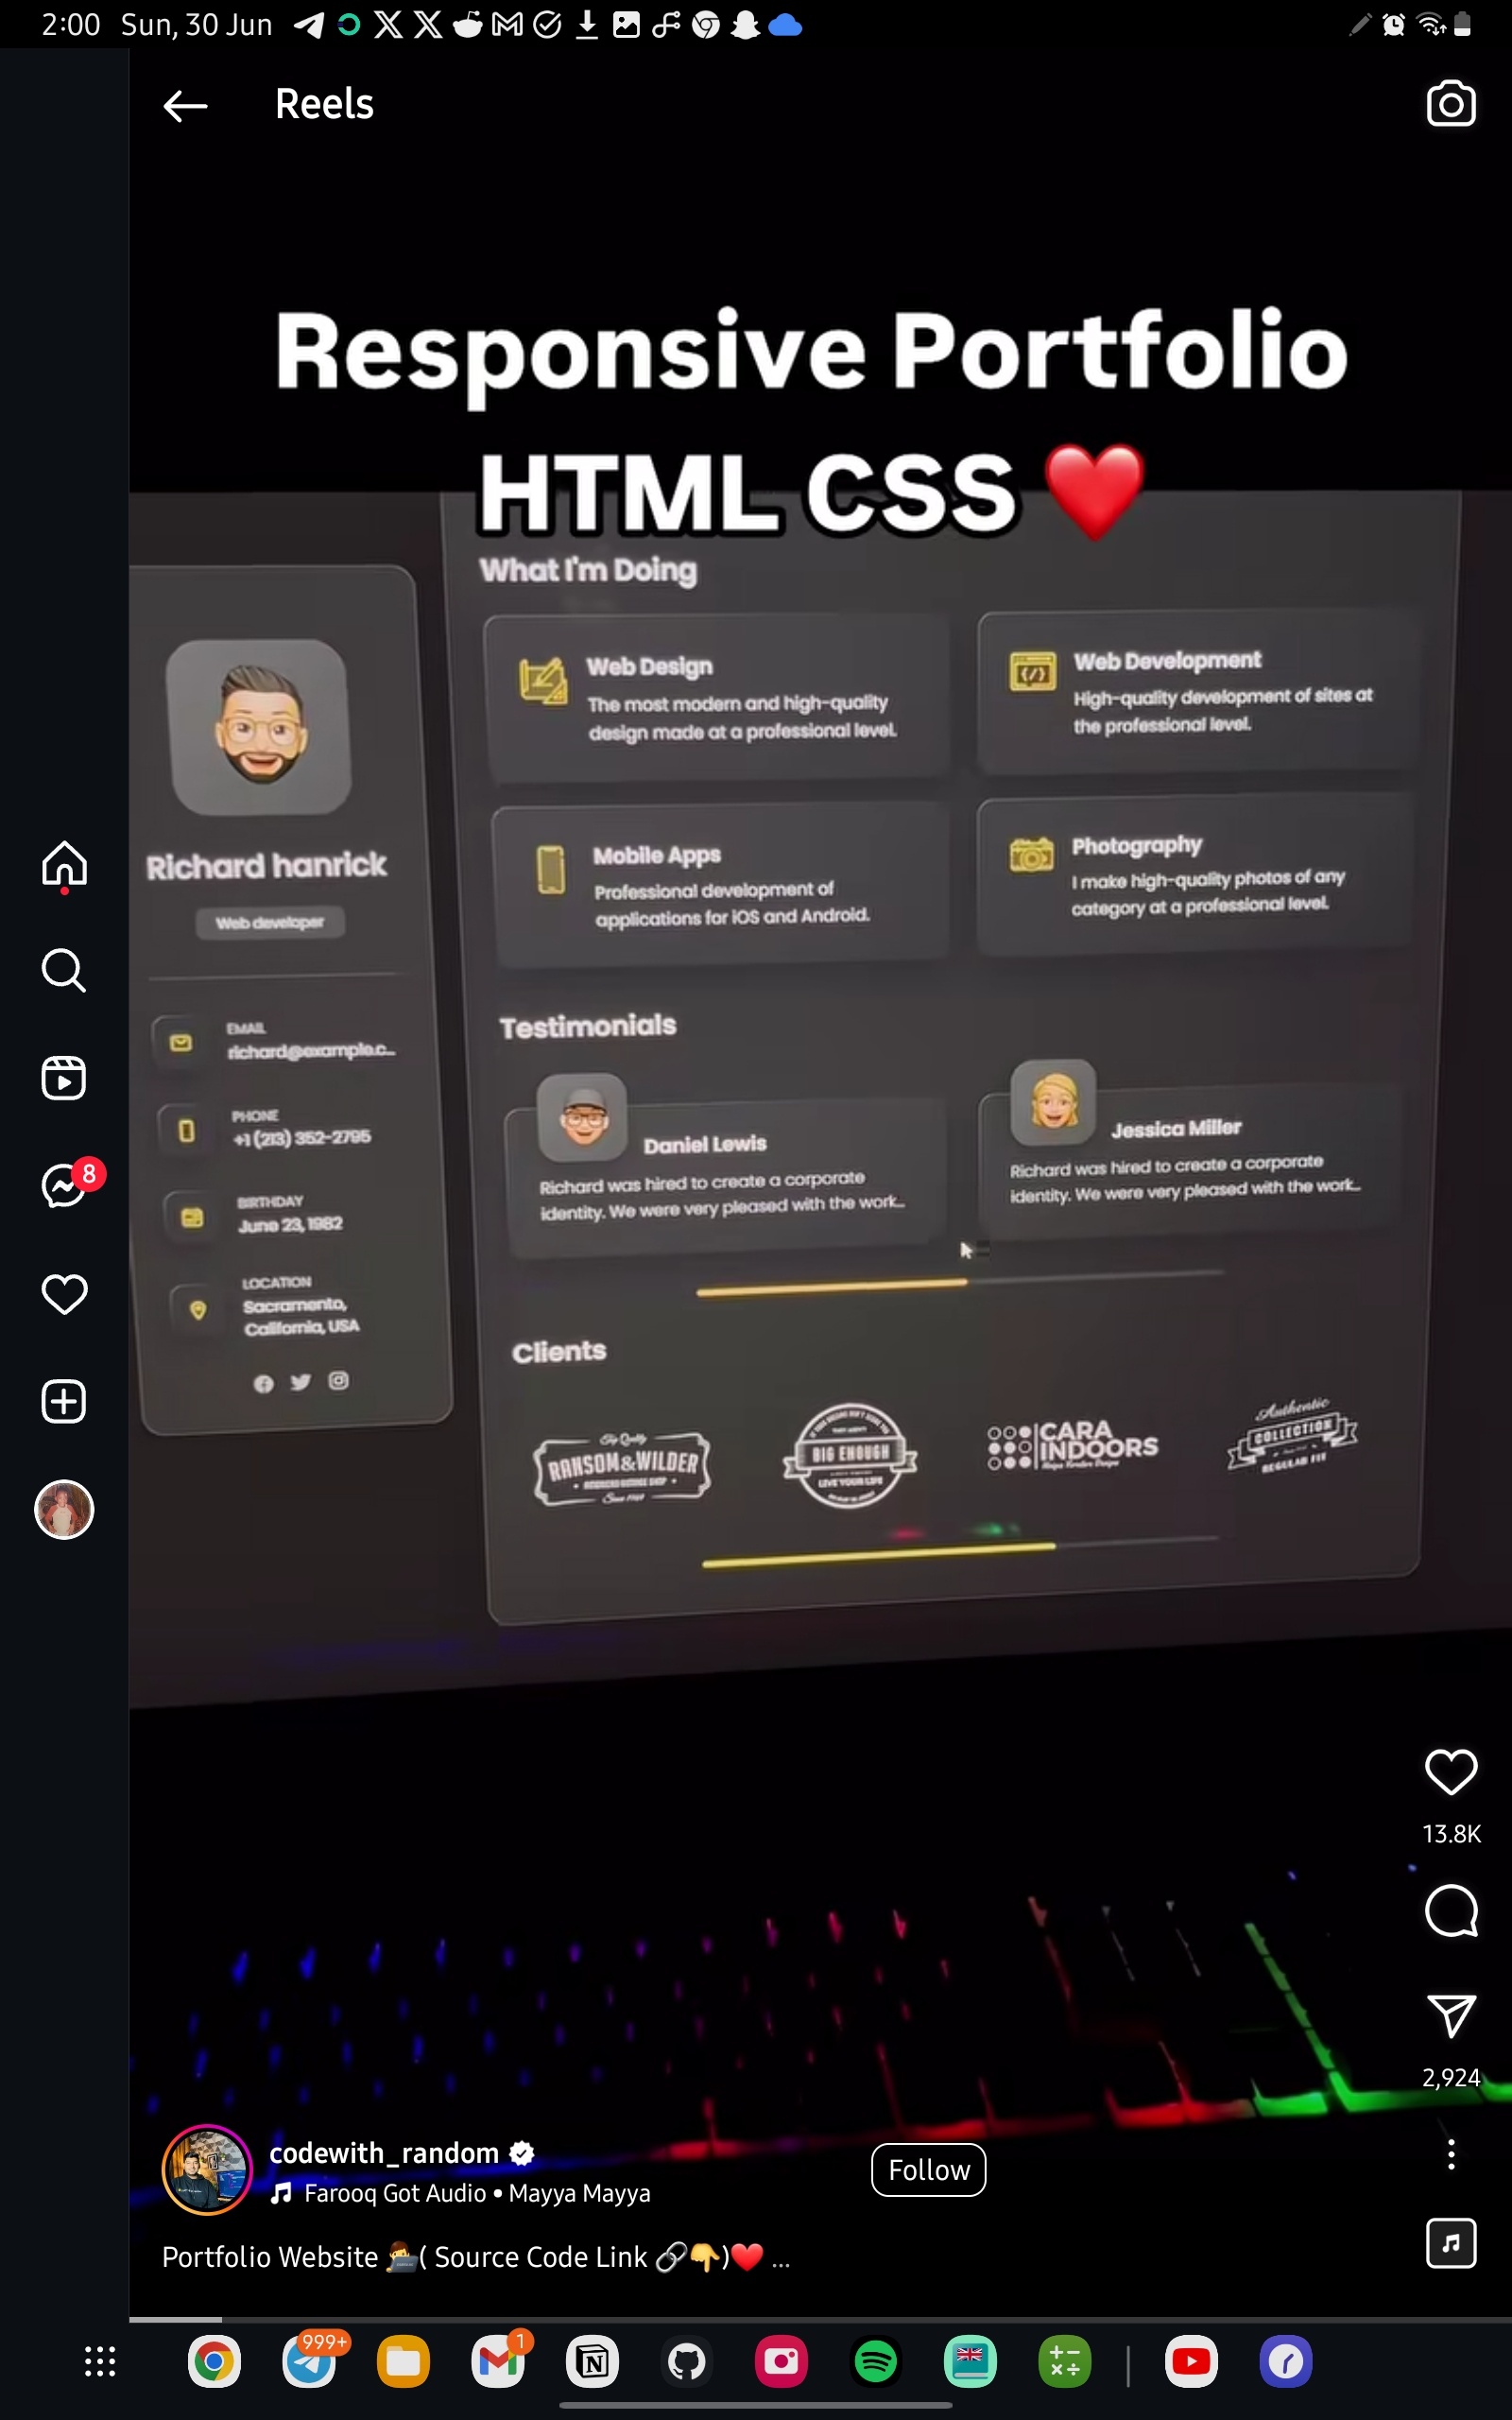 2:00 Sun, 30 Jun
Reels
Responsive Portfolio
HTML CSS ❤️
What I'm Doing
Web Design
The most modern and high-quality
design made at a professional level.
Web Development
High-quality development of sites at
the professional level.
Mobile Apps
Professional development of
applications for iOS and Android.
Photography
I make high-quality photos of any
category at a professional level.
Richard hanrick
Web developer
EMAIL
richard@example.c...
PHONE
+1 (213) 352-2795
BIRTHDAY
June 23, 1982
LOCATION
Sacramento,
California, USA
Testimonials
Daniel Lewis
Richard was hired to create a corporate
identity. We were very pleased with the work...
Jessica Miller
Richard was hired to create a corporate
identity. We were very pleased with the work...
Clients
Top Quality
RANSOM&WILDER
BIG ENOUGH
LIVE YOUR LIFE
CARA
INDOORS
Authentic
COLLECTION
REGULAR FIT
8
13.8K
2,924
codewith_random
Farooq Got Audio • Mayya Mayya
Follow
Portfolio Website 👨‍💻( Source Code Link 🔗👇)❤️ ...
999+
1